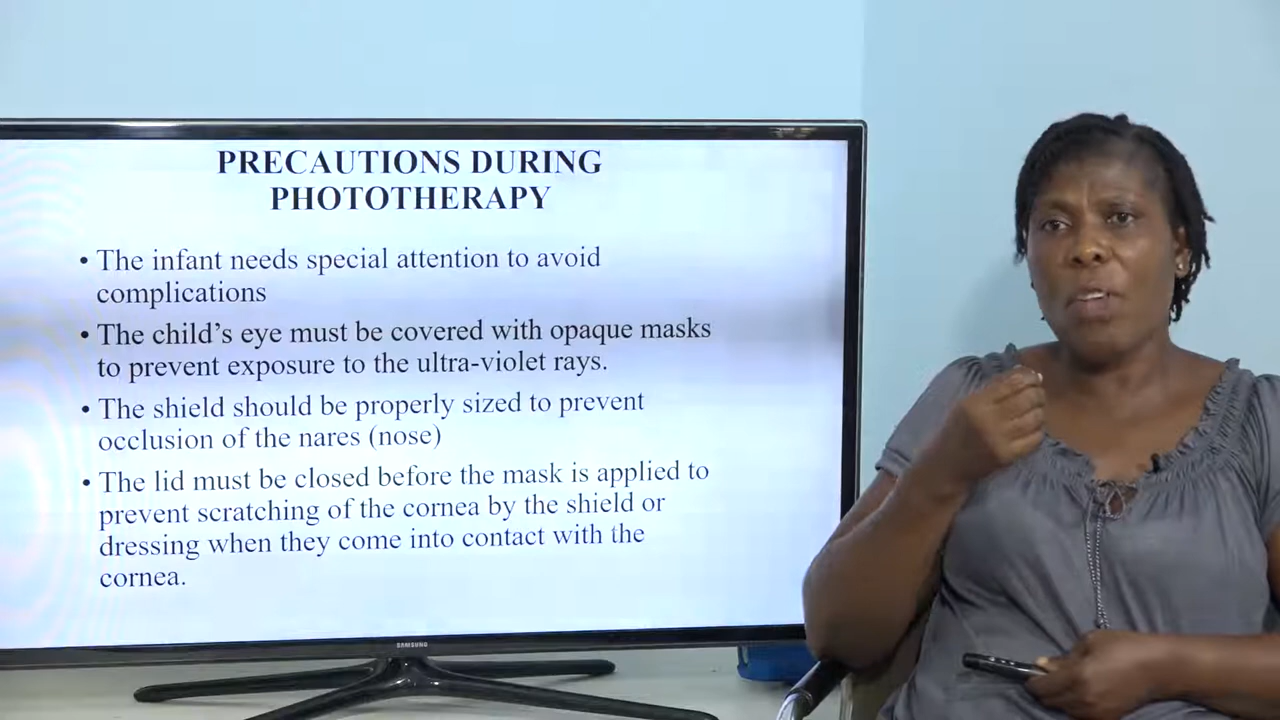 PRECAUTIONS DURING
PHOTOTHERAPY
• The infant needs special attention to avoid
complications
• The child's eye must be covered with opaque masks
to prevent exposure to the ultra-violet rays.
• The shield should be properly sized to prevent
occlusion of the nares (nose)
• The lid must be closed before the mask is applied to
prevent scratching of the cornea by the shield or
dressing when they come into contact with the
cornea.
SAMSUNG